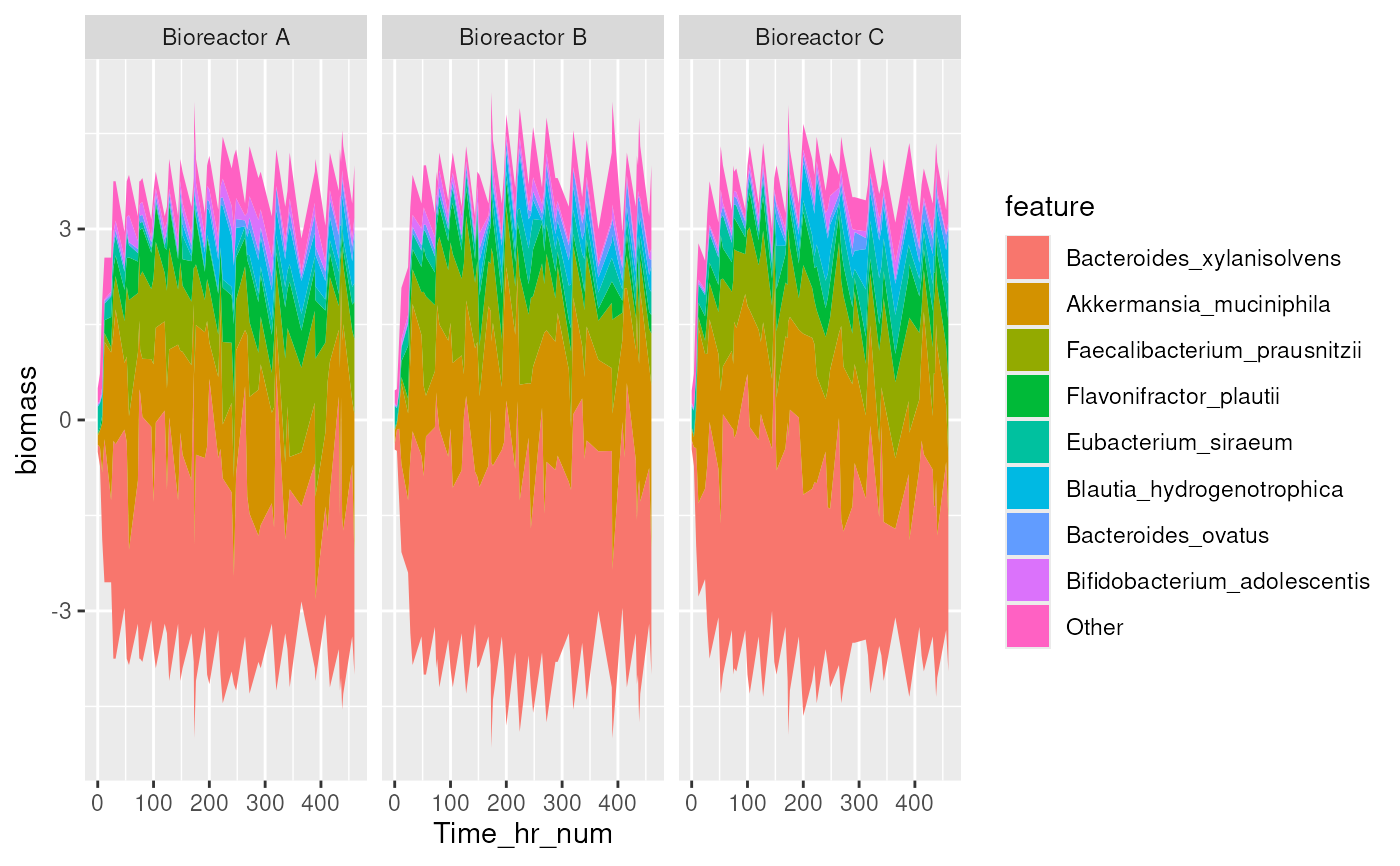 Bioreactor A
Bioreactor B
Bioreactor C
biomass
3
0
-3
0 100 200 300 400
0 100 200 300 400
0 100 200 300 400
Time_hr_num
feature
Bacteroides_xylanisolvens
Akkermansia_muciniphila
Faecalibacterium_prausnitzii
Flavonifractor_plautii
Eubacterium_siraeum
Blautia_hydrogenotrophica
Bacteroides_ovatus
Bifidobacterium_adolescentis
Other